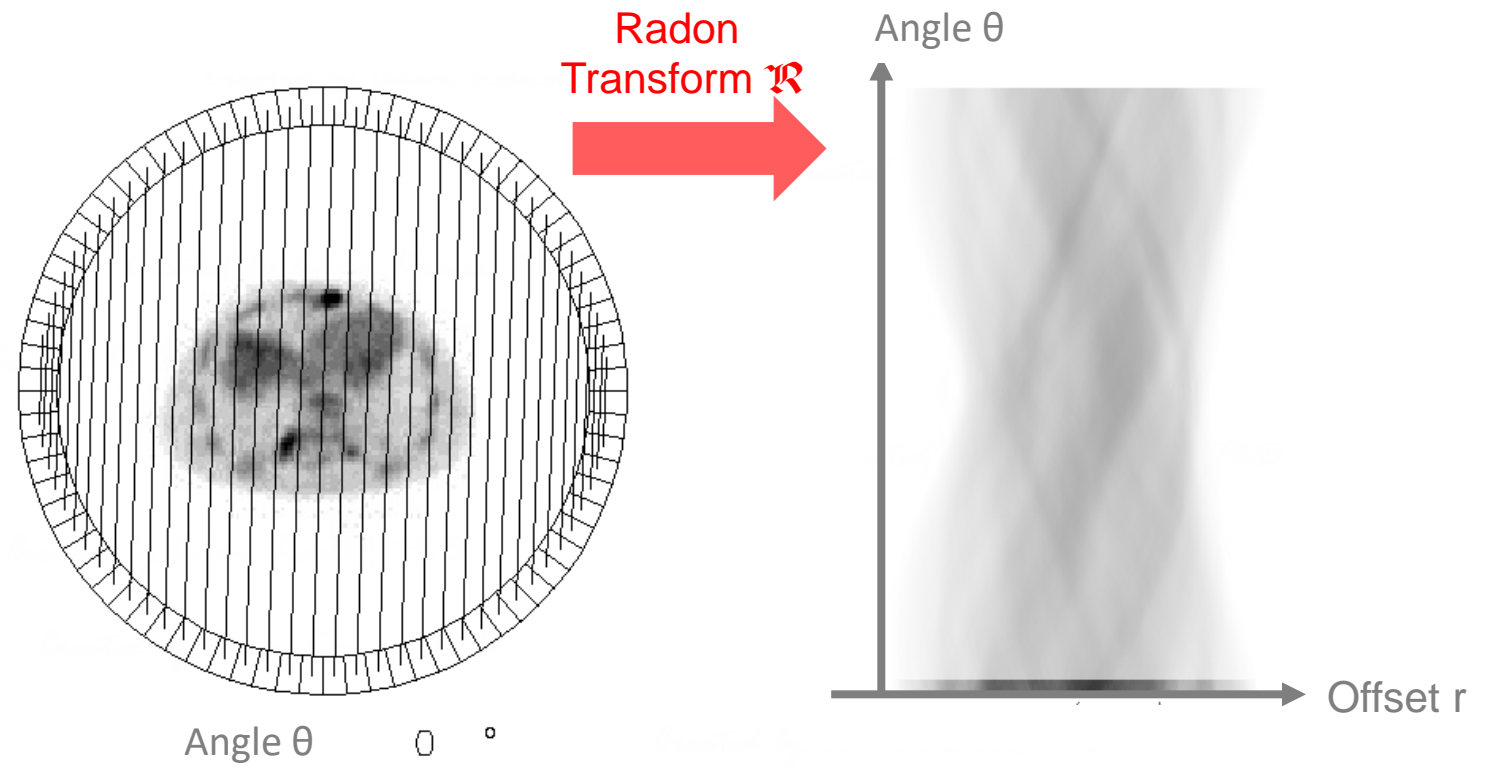 Radon
Transform ℜ
Angle θ
Offset r
Angle θ 0 °